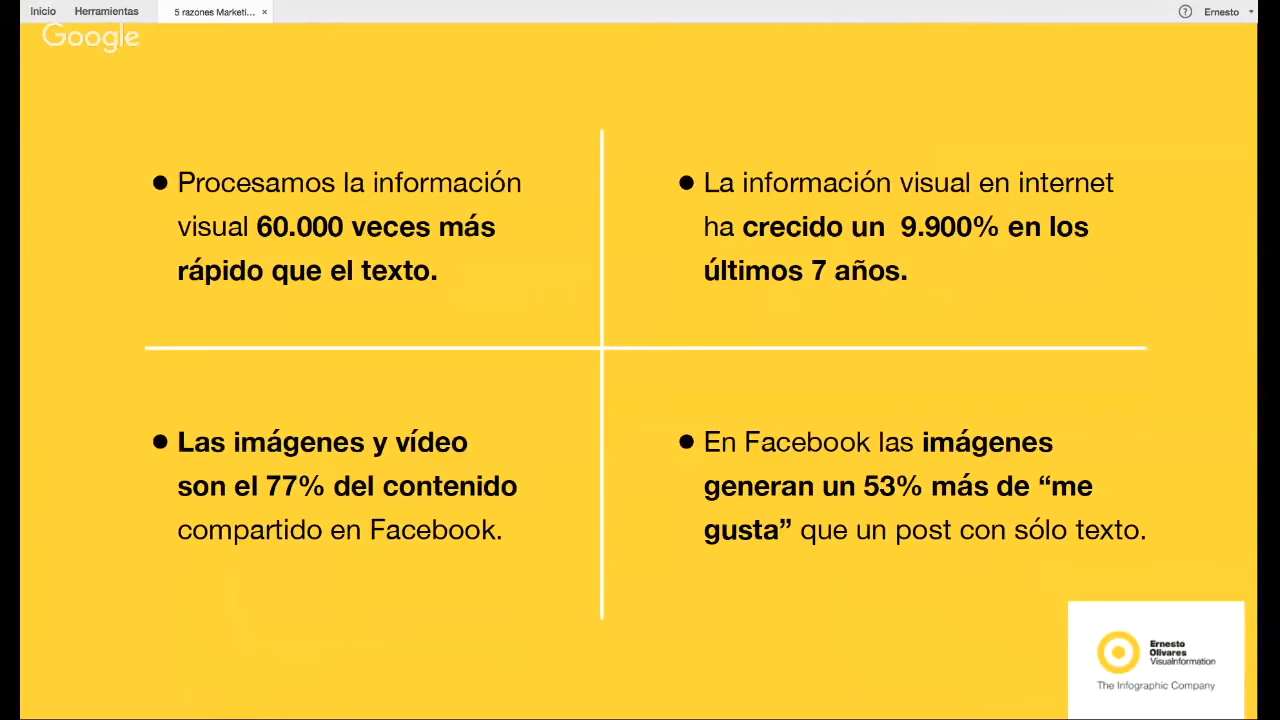 Inicio Herramientas 5 razones Marketi... × ? Ernesto
Google
● Procesamos la información
visual 60.000 veces más
rápido que el texto.
● La información visual en internet
ha crecido un 9.900% en los
últimos 7 años.
● Las imágenes y vídeo
son el 77% del contenido
compartido en Facebook.
● En Facebook las imágenes
generan un 53% más de “me
gusta” que un post con sólo texto.
Ernesto
Olivares
VisualInformation
The Infographic Company